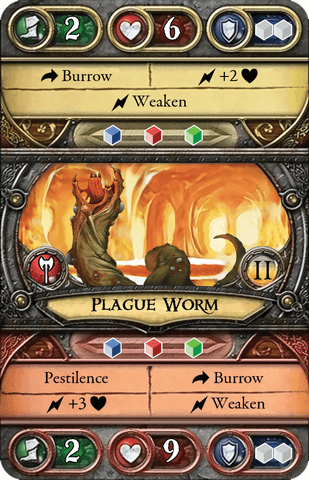 2 6
Burrow +2
Weaken
II
PLAGUE WORM
Pestilence Burrow
+3 Weaken
2 9